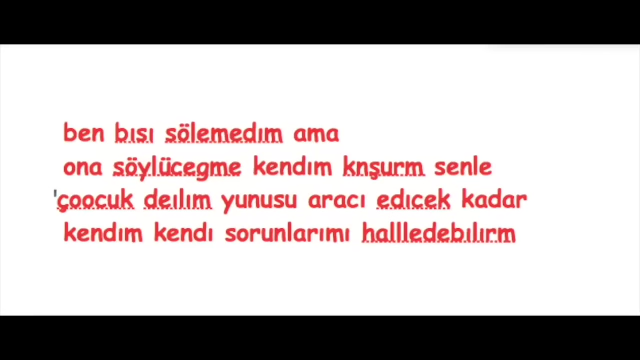 ben bısı sölemedım ama
ona söylücegme kendım knşurm senle
'çoocuk deılım yunusu aracı edıcek kadar
kendım kendı sorunlarımı hallledebılırm